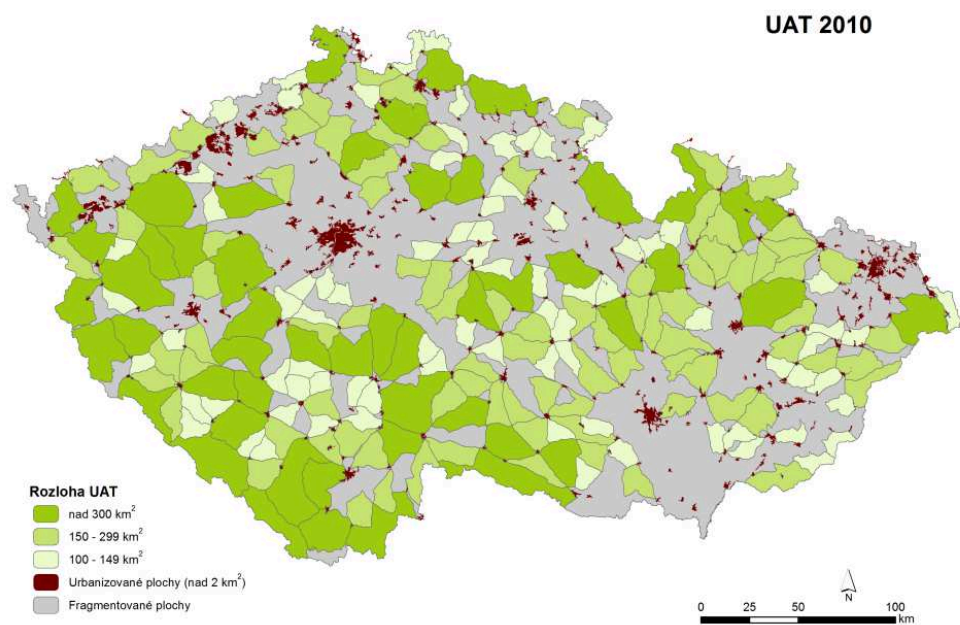 UAT 2010
Rozloha UAT
nad 300 km²
150 - 299 km²
100 - 149 km²
Urbanizované plochy (nad 2 km²)
Fragmentované plochy
N
0 25 50 100
km